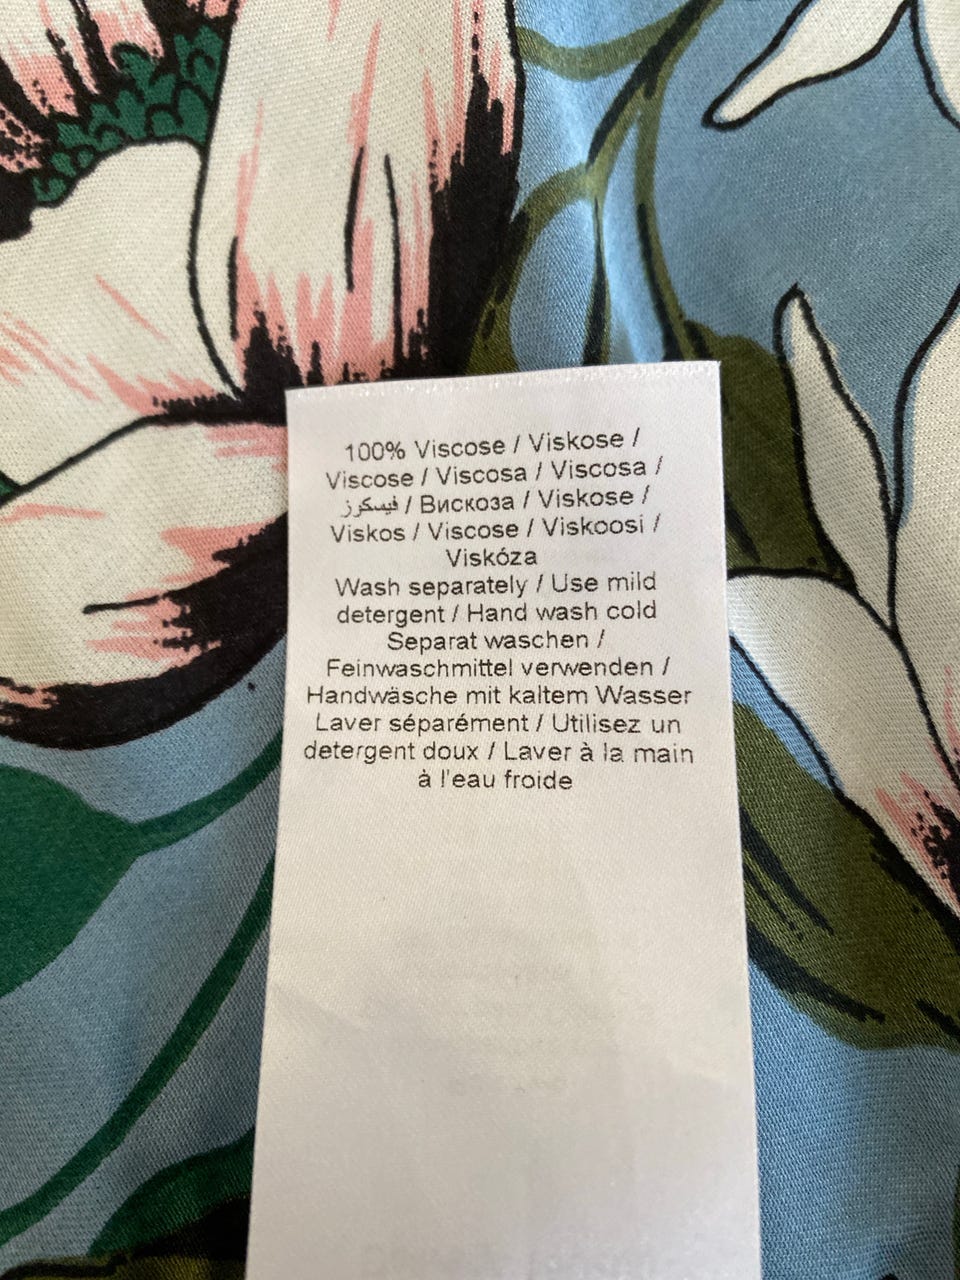 100% Viscose / Viskose /
Viscose / Viscosa / Viscosa /
فيسكرز / Вискоза / Viskose /
Viskos / Viscose / Viskoosi /
Viskóza
Wash separately / Use mild
detergent / Hand wash cold
Separat waschen /
Feinwaschmittel verwenden /
Handwäsche mit kaltem Wasser
Laver séparément / Utilisez un
detergent doux / Laver à la main
à l'eau froide